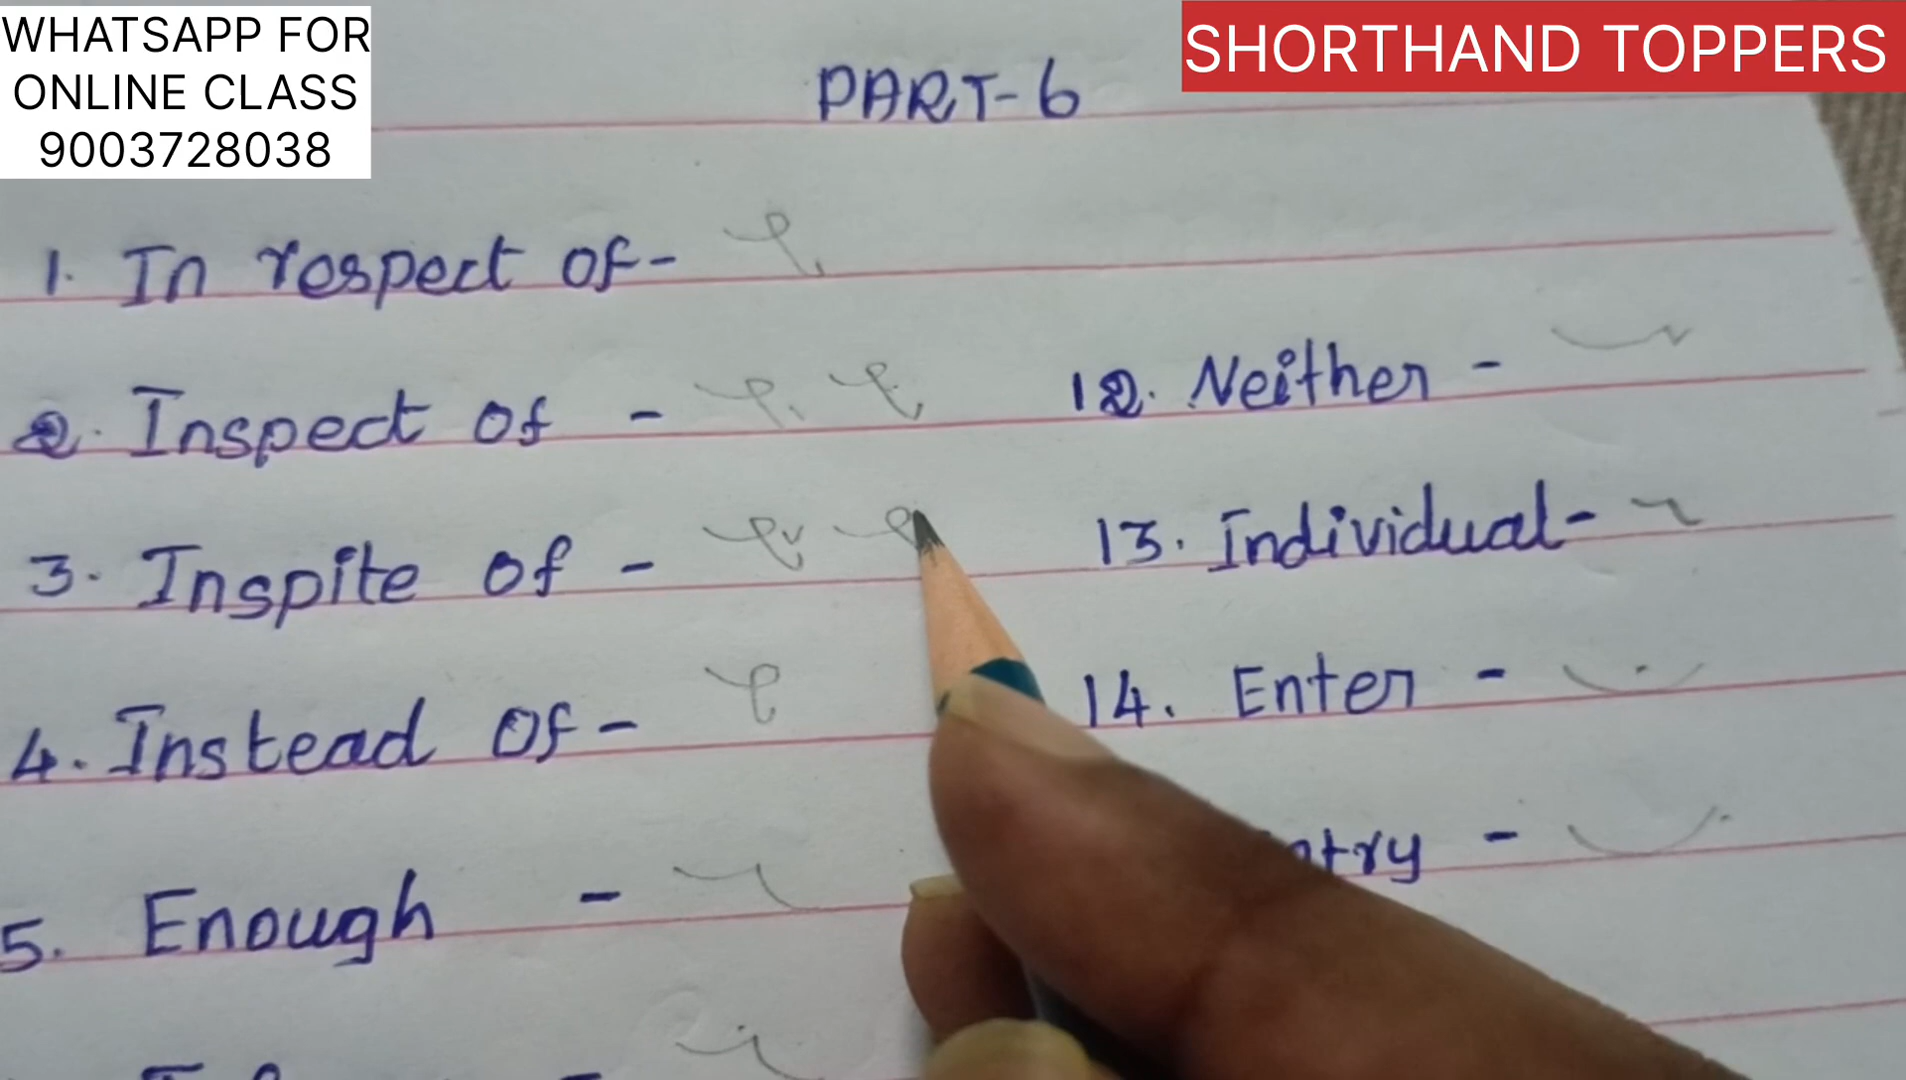 WHATSAPP FOR
ONLINE CLASS
9003728038
SHORTHAND TOPPERS
PART-6
1. In respect of -
2. Inspect of -
3. Inspite of -
4. Instead of -
5. Enough -
12. Neither -
13. Individual -
14. Enter -
ntry -